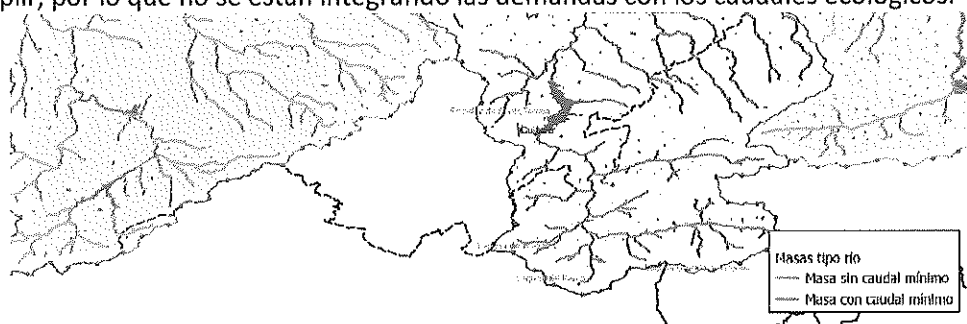 plir, por lo que no se están integrando las demandas con los caudales ecológicos.
Masas tipo río
Masa sin caudal mínimo
Masa con caudal mínimo